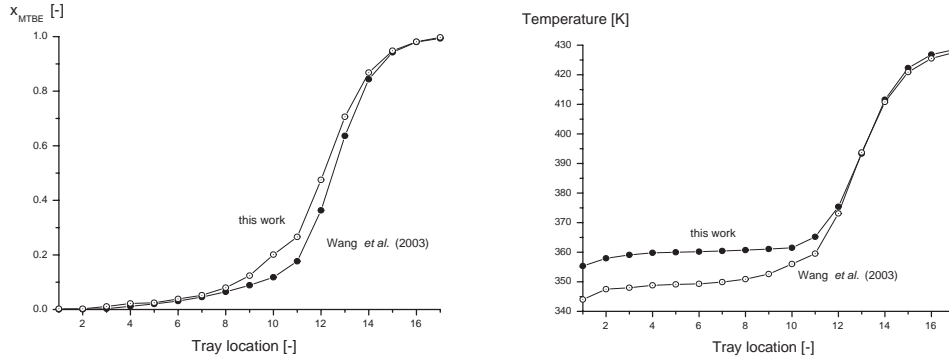 x_MTBE [-]
1.0
0.8
0.6
0.4
0.2
0.0
this work
Wang et al. (2003)
2 4 6 8 10 12 14 16
Tray location [-]
Temperature [K]
430
420
410
400
390
380
370
360
350
340
this work
Wang et al. (2003)
2 4 6 8 10 12 14 16
Tray location [-]